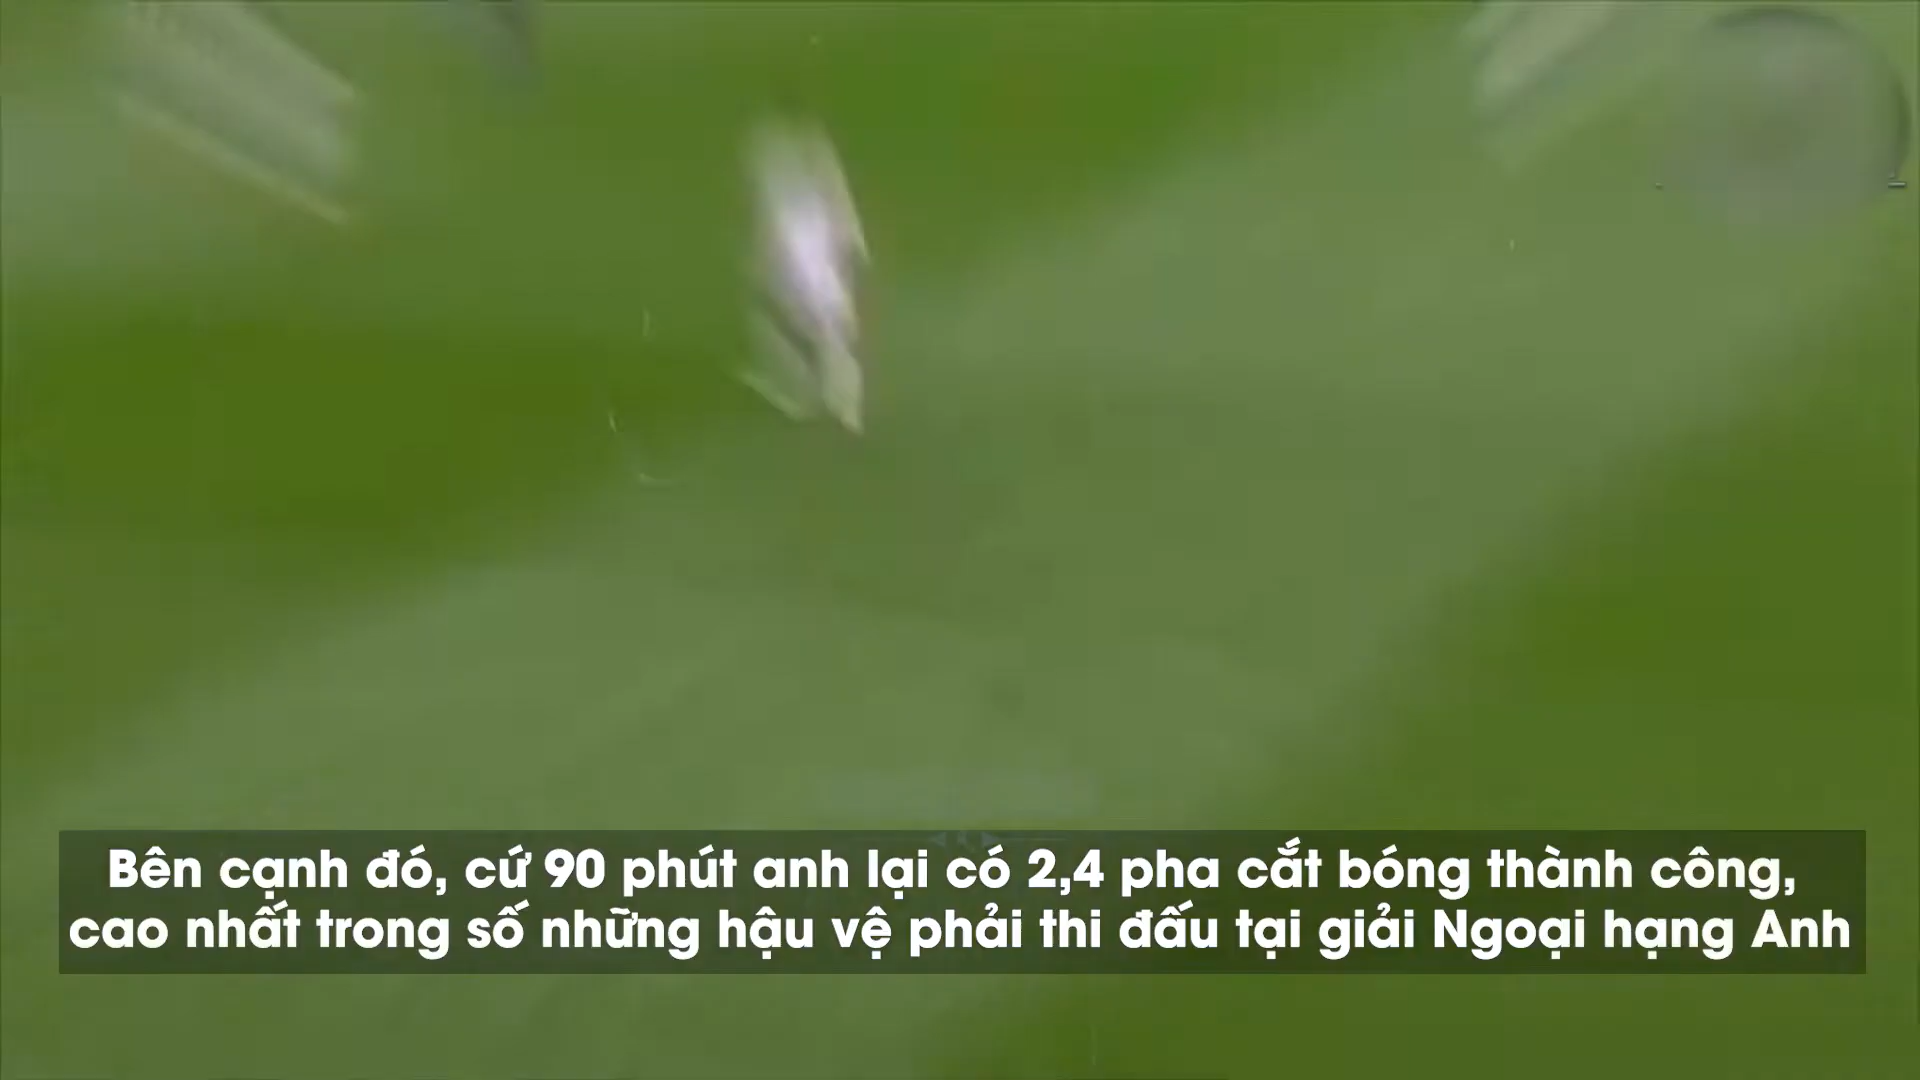 Bên cạnh đó, cứ 90 phút anh lại có 2,4 pha cắt bóng thành công,
cao nhất trong số những hậu vệ phải thi đấu tại giải Ngoại hạng Anh